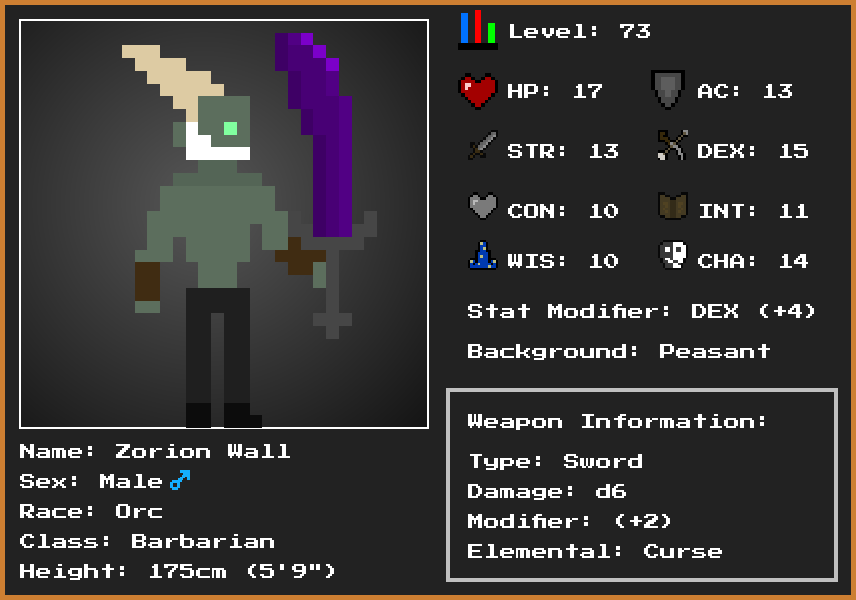 Level: 73
HP: 17
AC: 13
STR: 13
DEX: 15
CON: 10
INT: 11
WIS: 10
CHA: 14
Stat Modifier: DEX (+4)
Background: Peasant
Name: Zorion Wall
Sex: Male♂
Race: Orc
Class: Barbarian
Height: 175cm (5'9")
Weapon Information:
Type: Sword
Damage: d6
Modifier: (+2)
Elemental: Curse